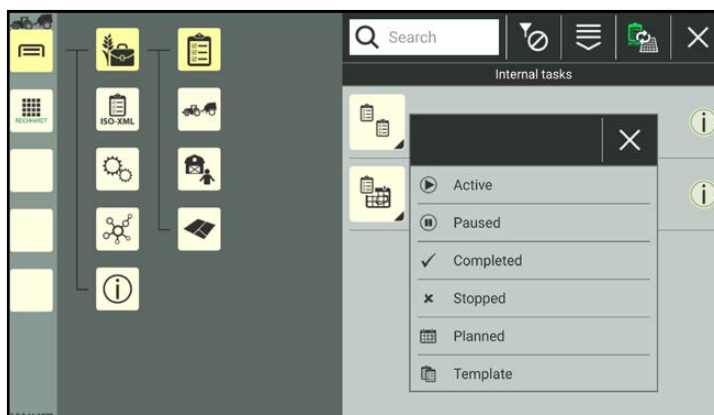 Search
Internal tasks
REICHHARDT
ISO-XML
Active
Paused
Completed
Stopped
Planned
Template